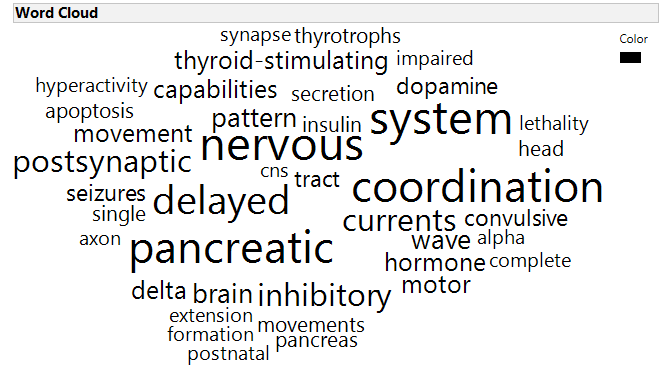 Word Cloud
Color
synapse thyrotrophs
thyroid-stimulating impaired
hyperactivity capabilities secretion dopamine
apoptosis pattern insulin system lethality
movement nervous head
postsynaptic cns tract coordination
seizures delayed
single currents convulsive
axon pancreatic wave alpha
hormone complete
delta brain inhibitory motor
extension movements
formation pancreas
postnatal